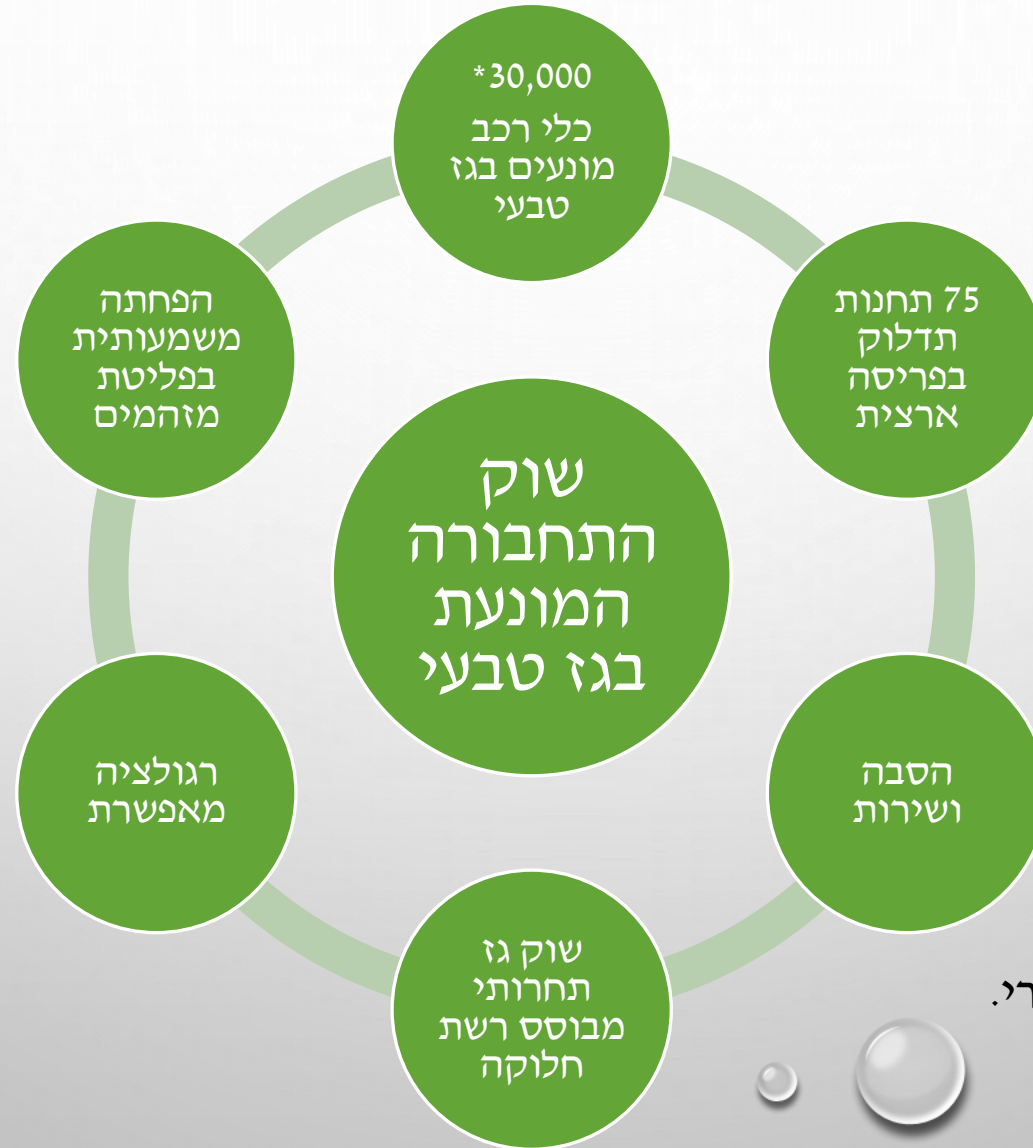 *30,000
כלי רכב
מונעים בגז
טבעי
75 תחנות
תדלוק
בפריסה
ארצית
הסבה
ושירות
שוק גז
תחרותי
מבוסס רשת
חלוקה
רגולציה
מאפשרת
הפחתה
משמעותית
בפליטת
מזהמים
שוק
התחבורה
המונעת
בגז טבעי